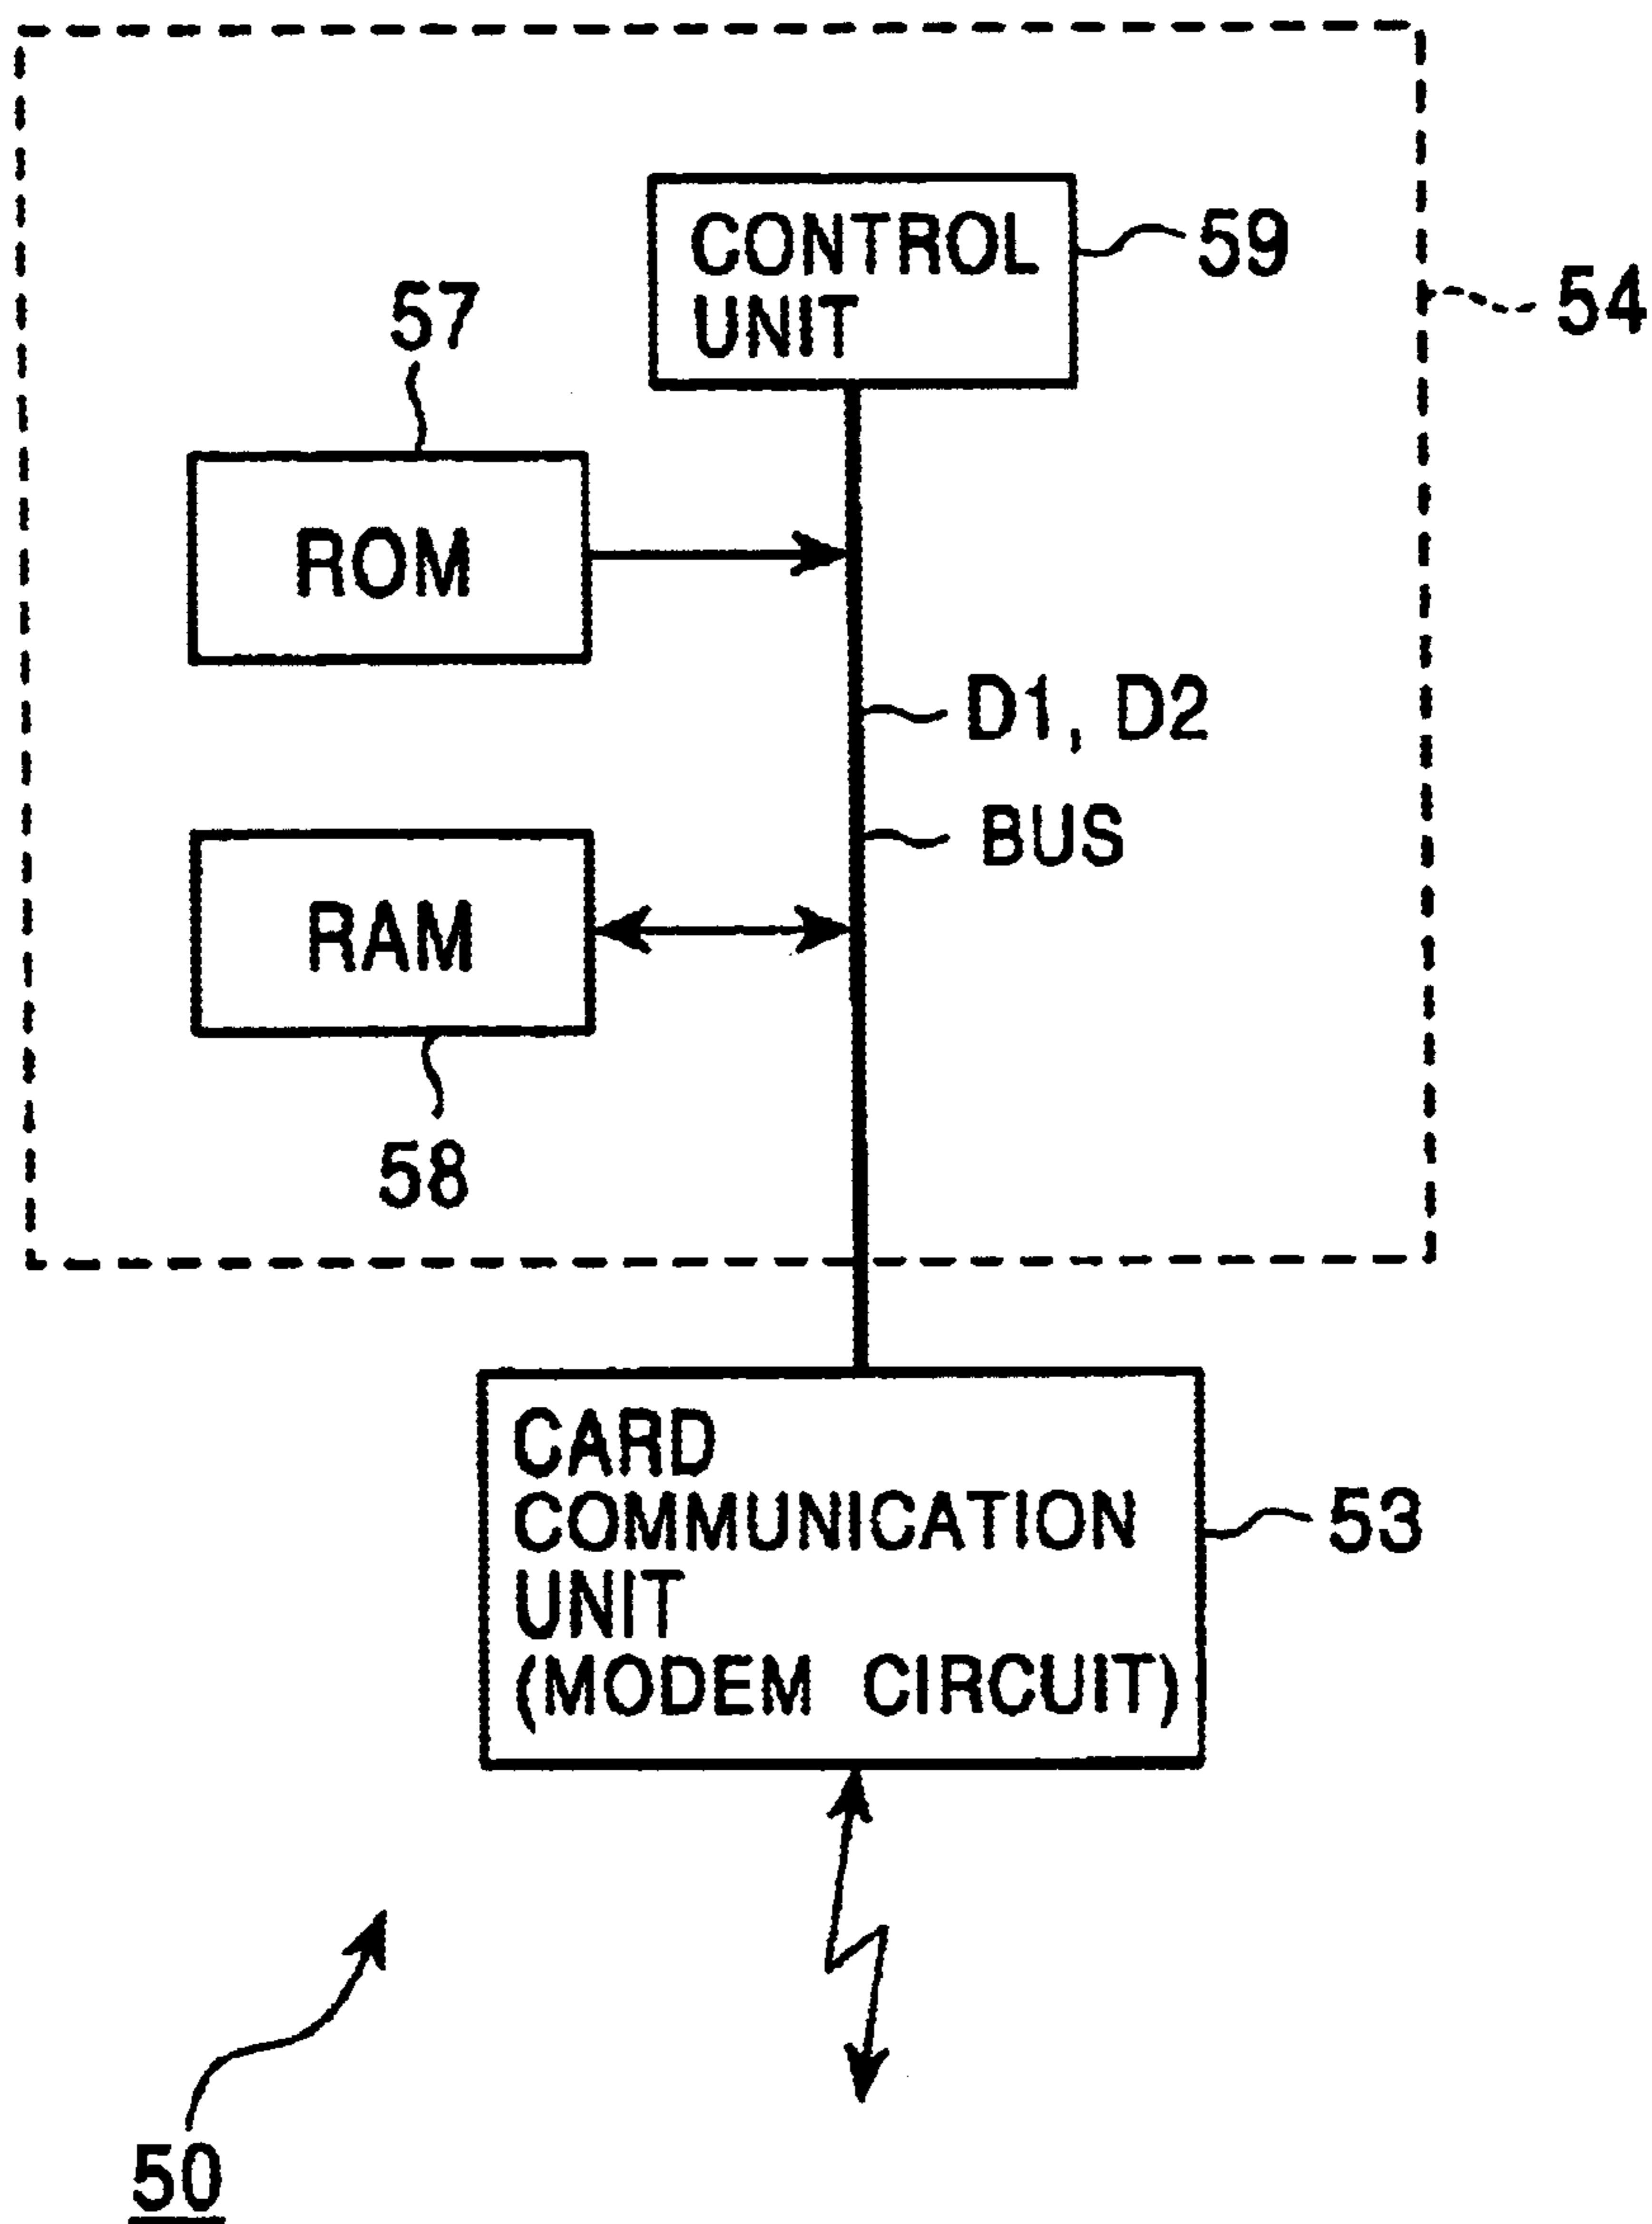 CONTROL
UNIT
59
54
57
ROM
D1, D2
BUS
RAM
58
CARD
COMMUNICATION
UNIT
(MODEM CIRCUIT)
53
50